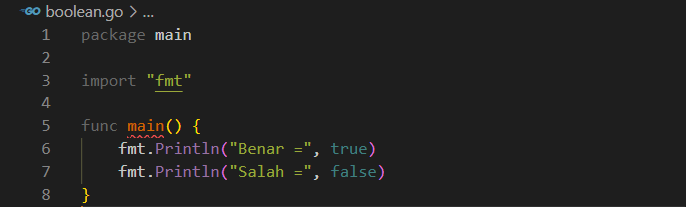 GO boolean.go > ...
1 package main
2
3 import "fmt"
4
5 func main() {
6     fmt.Println("Benar =", true)
7     fmt.Println("Salah =", false)
8 }